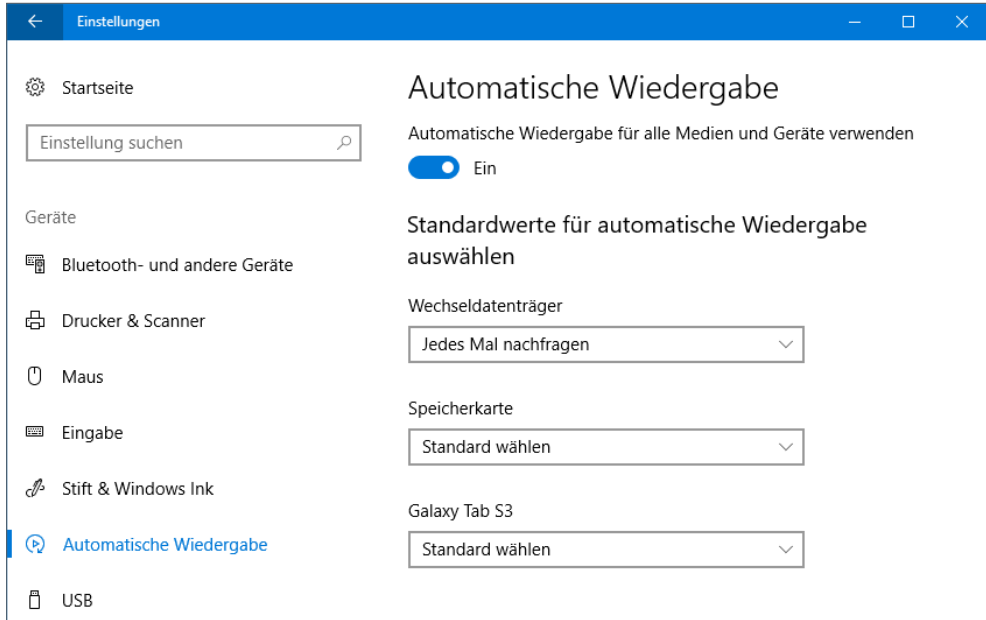 Einstellungen
Startseite
Einstellung suchen
Geräte
Bluetooth- und andere Geräte
Drucker & Scanner
Maus
Eingabe
Stift & Windows Ink
Automatische Wiedergabe
USB
Automatische Wiedergabe
Automatische Wiedergabe für alle Medien und Geräte verwenden
Ein
Standardwerte für automatische Wiedergabe
auswählen
Wechseldatenträger
Jedes Mal nachfragen
Speicherkarte
Standard wählen
Galaxy Tab S3
Standard wählen